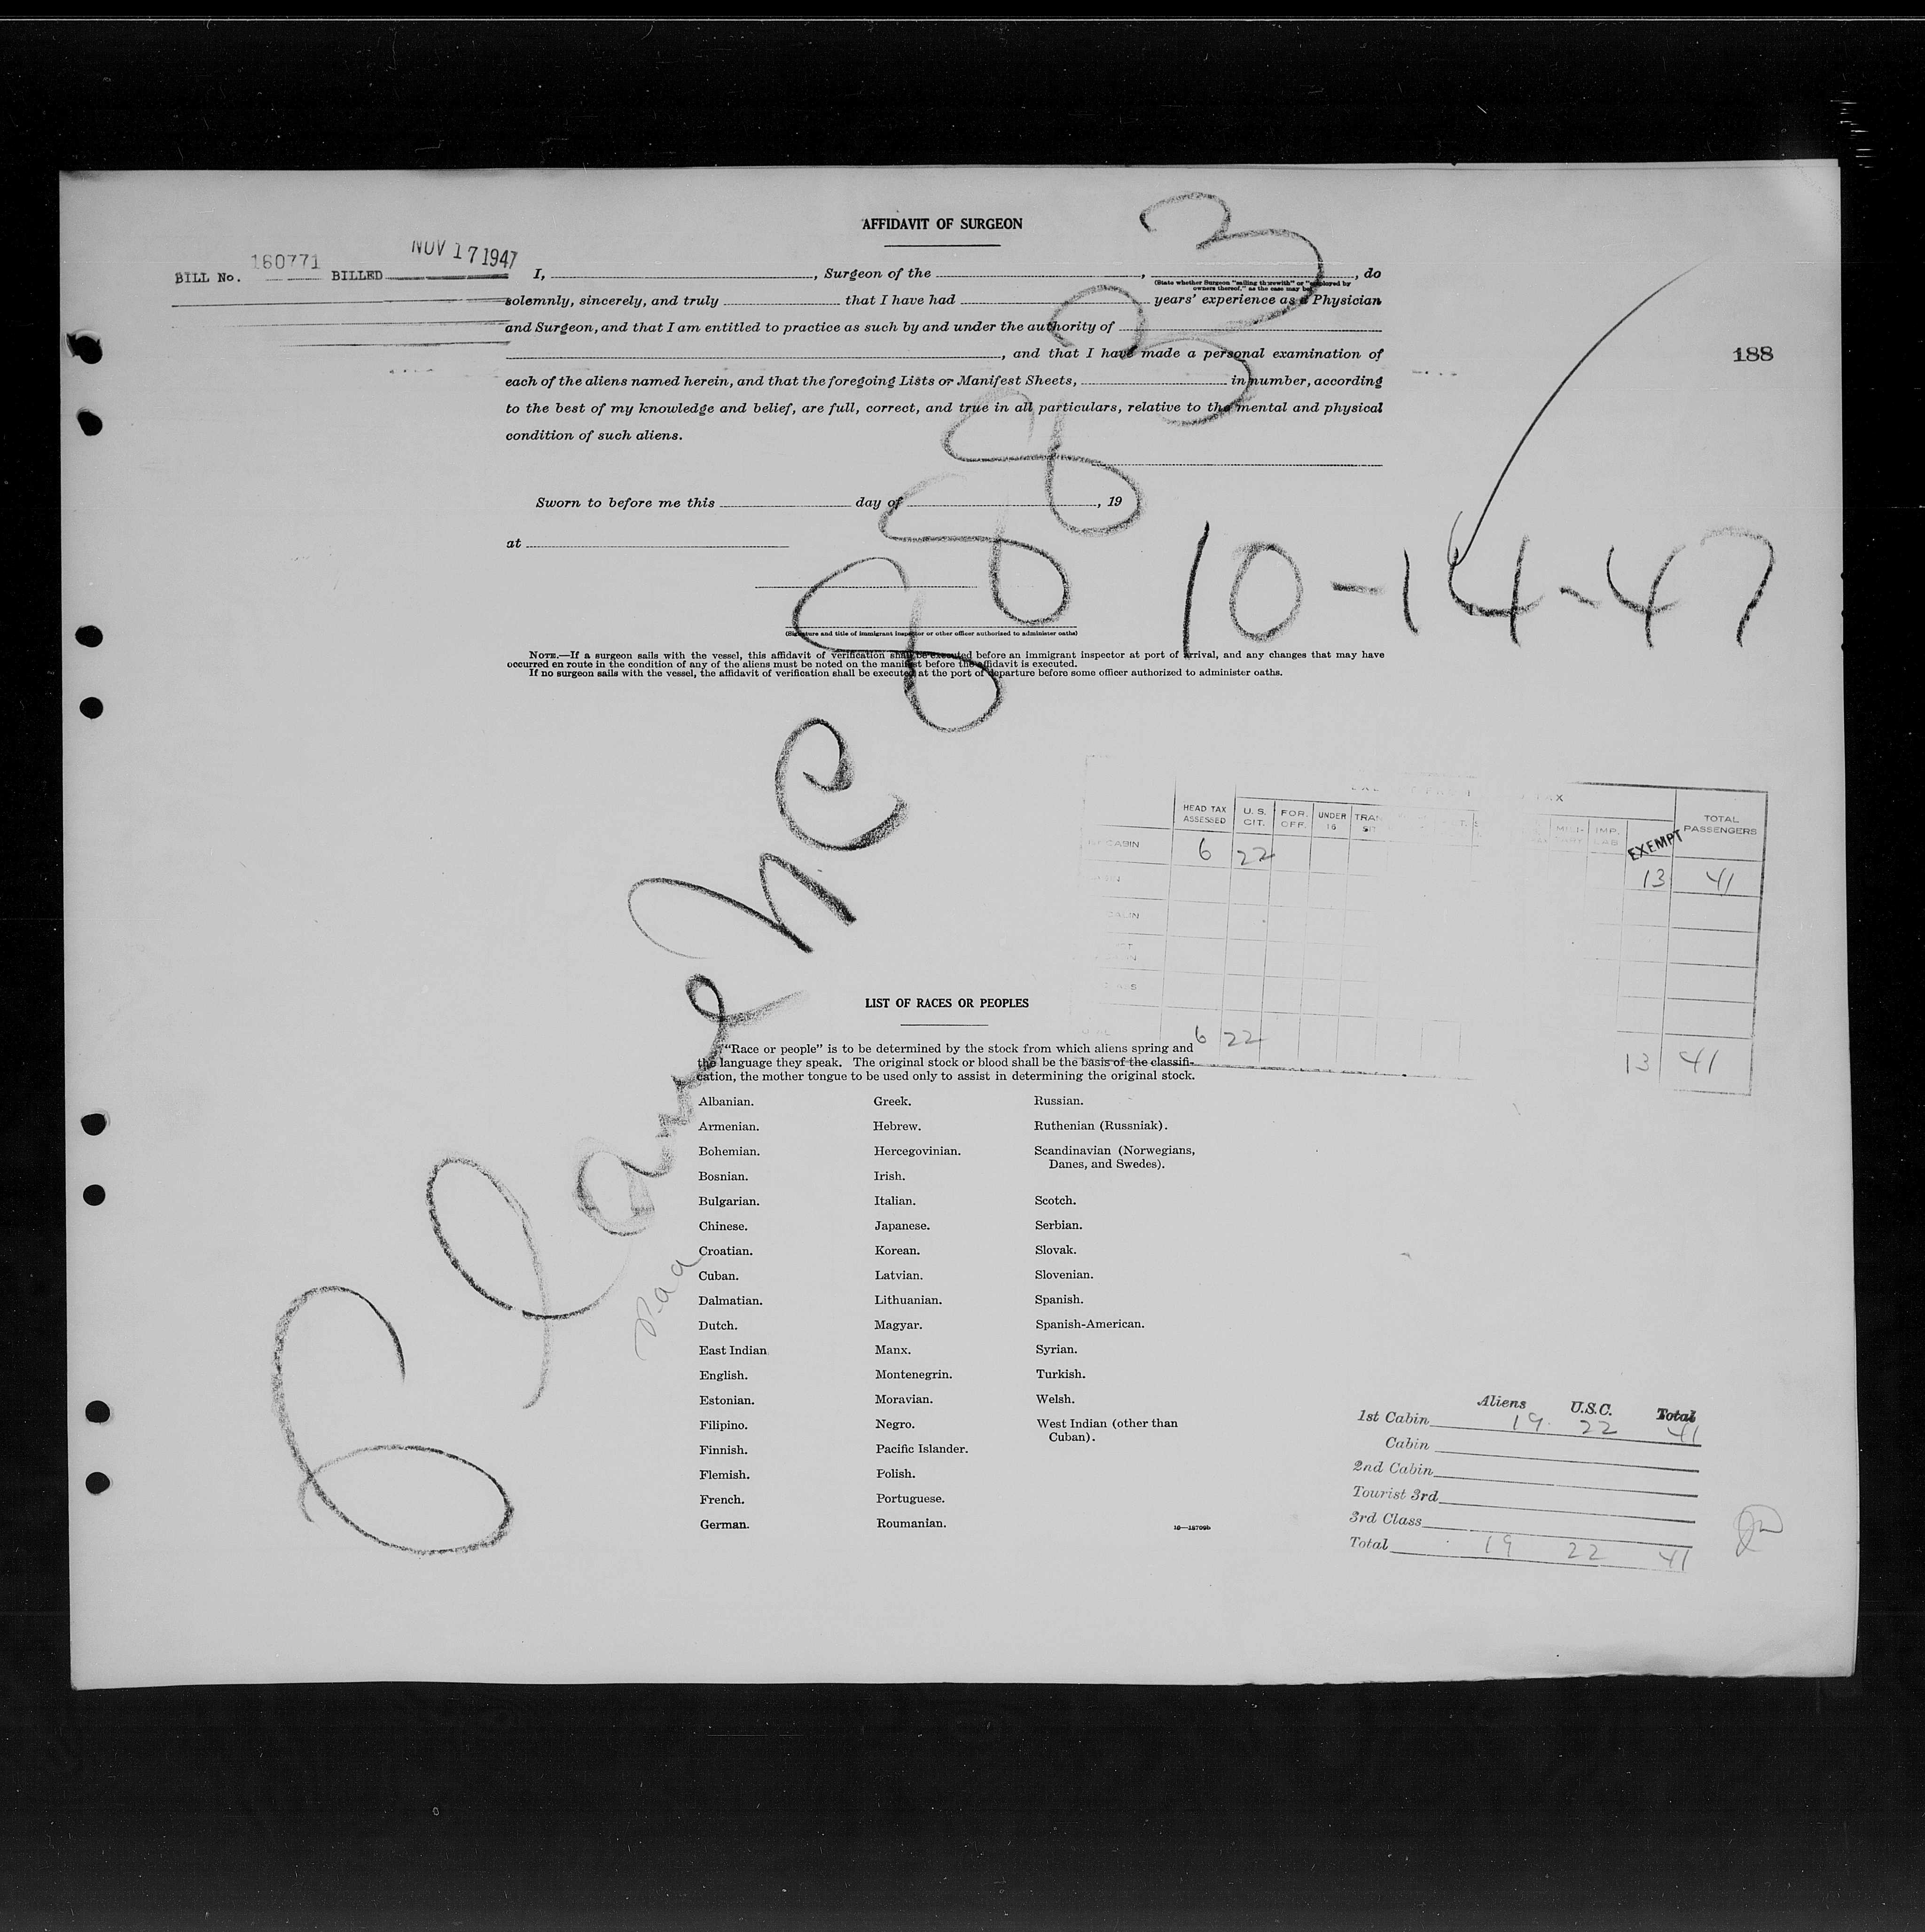 AFFIDAVIT OF SURGEON
BILL No. 160771 BILLED NOV 17 1947
I, , Surgeon of the , , do
(State whether Surgeon "sailing therewith" or "employed by owners thereof," as the case may be)
solemnly, sincerely, and truly that I have had years' experience as a Physician
and Surgeon, and that I am entitled to practice as such by and under the authority of
, and that I have made a personal examination of
each of the aliens named herein, and that the foregoing Lists or Manifest Sheets, in number, according
to the best of my knowledge and belief, are full, correct, and true in all particulars, relative to the mental and physical
condition of such aliens.
188
Sworn to before me this day of , 19
at
10-14-47
(Signature and title of immigrant inspector or other officer authorized to administer oaths)
NOTE.—If a surgeon sails with the vessel, this affidavit of verification shall be executed before an immigrant inspector at port of arrival, and any changes that may have
occurred en route in the condition of any of the aliens must be noted on the manifest before the affidavit is executed.
If no surgeon sails with the vessel, the affidavit of verification shall be executed at the port of departure before some officer authorized to administer oaths.
Plane NC 88833
HEAD TAX ASSESSED U. S. CIT. FOR. OFF. UNDER 16 EXEMPT TOTAL PASSENGERS
CABIN 6 22 13 41
6 22 13 41
LIST OF RACES OR PEOPLES
"Race or people" is to be determined by the stock from which aliens spring and
the language they speak. The original stock or blood shall be the basis of the classifi-
cation, the mother tongue to be used only to assist in determining the original stock.
Albanian. Greek. Russian.
Armenian. Hebrew. Ruthenian (Russniak).
Bohemian. Hercegovinian. Scandinavian (Norwegians,
Danes, and Swedes).
Bosnian. Irish.
Bulgarian. Italian. Scotch.
Chinese. Japanese. Serbian.
Croatian. Korean. Slovak.
Cuban. Latvian. Slovenian.
Dalmatian. Lithuanian. Spanish.
Dutch. Magyar. Spanish-American.
East Indian Manx. Syrian.
English. Montenegrin. Turkish.
Estonian. Moravian. Welsh.
Filipino. Negro. West Indian (other than
Cuban).
Finnish. Pacific Islander.
Flemish. Polish.
French. Portuguese.
German. Roumanian.
16—18709b
Aliens U.S.C. Total
1st Cabin 19 22 41
Cabin
2nd Cabin
Tourist 3rd
3rd Class
Total 19 22 41